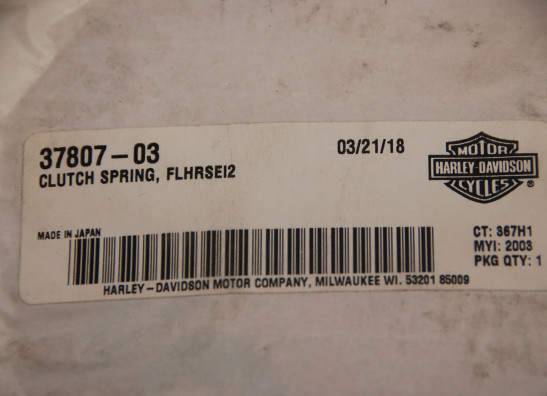 37807-03
03/21/18
CLUTCH SPRING, FLHRSEI2
MOTOR
HARLEY-DAVIDSON
CYCLES
®
MADE IN JAPAN
CT: 367H1
MYI: 2003
PKG QTY: 1
HARLEY-DAVIDSON MOTOR COMPANY, MILWAUKEE WI. 53201 85009